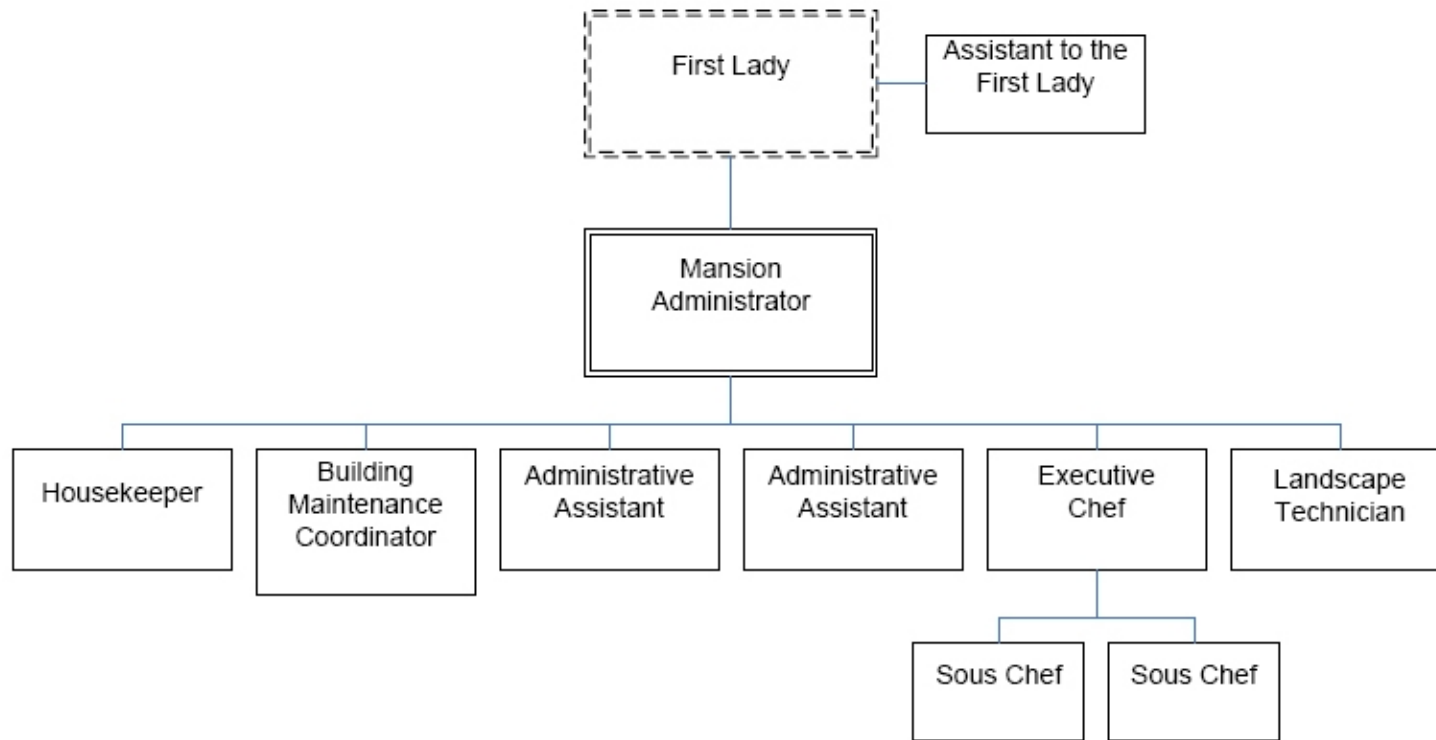 First Lady
Assistant to the
First Lady
Mansion
Administrator
Housekeeper
Building
Maintenance
Coordinator
Administrative
Assistant
Administrative
Assistant
Executive
Chef
Landscape
Technician
Sous Chef
Sous Chef